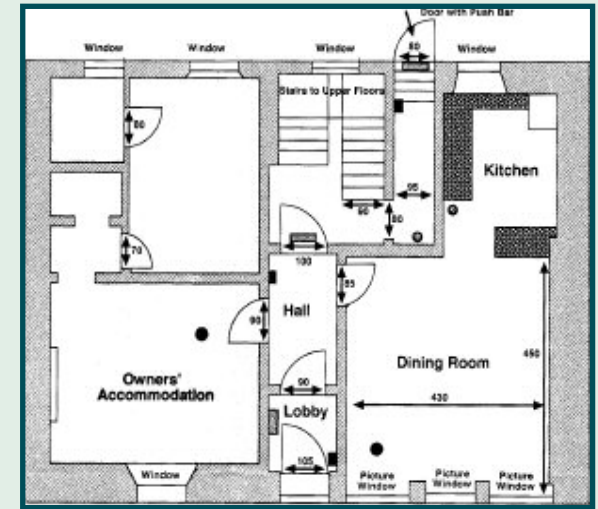 Door with Push Bar
Window
Window
Window
80
Window
Stairs to Upper Floors
80
Kitchen
95
90
80
70
100
85
Hall
90
450
Dining Room
Owners'
Accommodation
90
430
Lobby
105
Window
Picture
Window
Picture
Window
Picture
Window